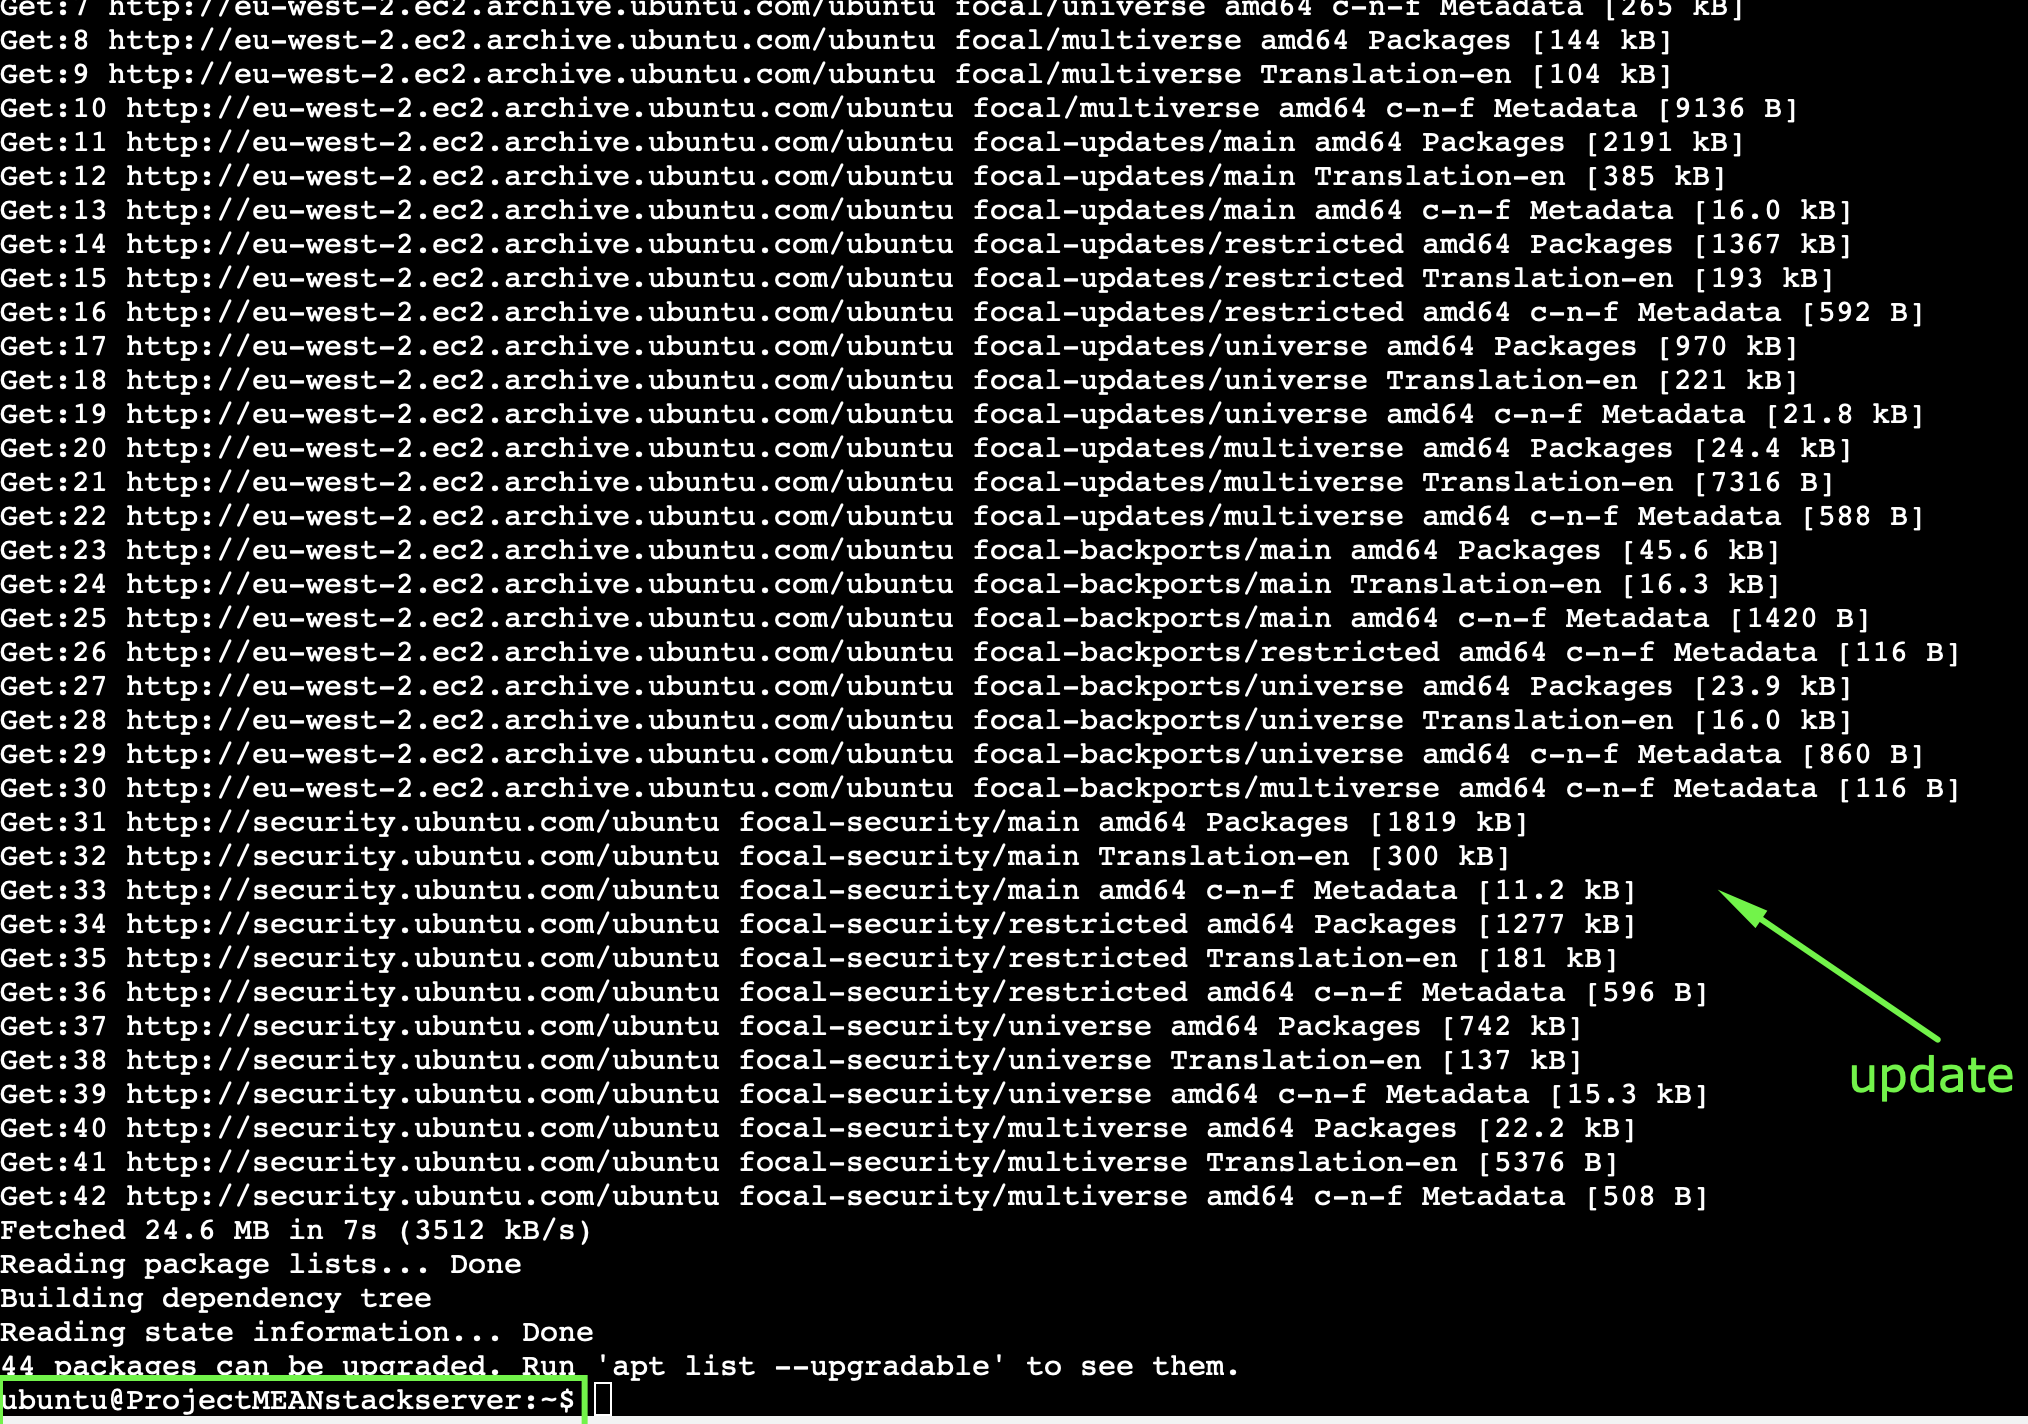 Get:7 http://eu-west-2.ec2.archive.ubuntu.com/ubuntu focal/universe amd64 c-n-f Metadata [265 kB]
Get:8 http://eu-west-2.ec2.archive.ubuntu.com/ubuntu focal/multiverse amd64 Packages [144 kB]
Get:9 http://eu-west-2.ec2.archive.ubuntu.com/ubuntu focal/multiverse Translation-en [104 kB]
Get:10 http://eu-west-2.ec2.archive.ubuntu.com/ubuntu focal/multiverse amd64 c-n-f Metadata [9136 B]
Get:11 http://eu-west-2.ec2.archive.ubuntu.com/ubuntu focal-updates/main amd64 Packages [2191 kB]
Get:12 http://eu-west-2.ec2.archive.ubuntu.com/ubuntu focal-updates/main Translation-en [385 kB]
Get:13 http://eu-west-2.ec2.archive.ubuntu.com/ubuntu focal-updates/main amd64 c-n-f Metadata [16.0 kB]
Get:14 http://eu-west-2.ec2.archive.ubuntu.com/ubuntu focal-updates/restricted amd64 Packages [1367 kB]
Get:15 http://eu-west-2.ec2.archive.ubuntu.com/ubuntu focal-updates/restricted Translation-en [193 kB]
Get:16 http://eu-west-2.ec2.archive.ubuntu.com/ubuntu focal-updates/restricted amd64 c-n-f Metadata [592 B]
Get:17 http://eu-west-2.ec2.archive.ubuntu.com/ubuntu focal-updates/universe amd64 Packages [970 kB]
Get:18 http://eu-west-2.ec2.archive.ubuntu.com/ubuntu focal-updates/universe Translation-en [221 kB]
Get:19 http://eu-west-2.ec2.archive.ubuntu.com/ubuntu focal-updates/universe amd64 c-n-f Metadata [21.8 kB]
Get:20 http://eu-west-2.ec2.archive.ubuntu.com/ubuntu focal-updates/multiverse amd64 Packages [24.4 kB]
Get:21 http://eu-west-2.ec2.archive.ubuntu.com/ubuntu focal-updates/multiverse Translation-en [7316 B]
Get:22 http://eu-west-2.ec2.archive.ubuntu.com/ubuntu focal-updates/multiverse amd64 c-n-f Metadata [588 B]
Get:23 http://eu-west-2.ec2.archive.ubuntu.com/ubuntu focal-backports/main amd64 Packages [45.6 kB]
Get:24 http://eu-west-2.ec2.archive.ubuntu.com/ubuntu focal-backports/main Translation-en [16.3 kB]
Get:25 http://eu-west-2.ec2.archive.ubuntu.com/ubuntu focal-backports/main amd64 c-n-f Metadata [1420 B]
Get:26 http://eu-west-2.ec2.archive.ubuntu.com/ubuntu focal-backports/restricted amd64 c-n-f Metadata [116 B]
Get:27 http://eu-west-2.ec2.archive.ubuntu.com/ubuntu focal-backports/universe amd64 Packages [23.9 kB]
Get:28 http://eu-west-2.ec2.archive.ubuntu.com/ubuntu focal-backports/universe Translation-en [16.0 kB]
Get:29 http://eu-west-2.ec2.archive.ubuntu.com/ubuntu focal-backports/universe amd64 c-n-f Metadata [860 B]
Get:30 http://eu-west-2.ec2.archive.ubuntu.com/ubuntu focal-backports/multiverse amd64 c-n-f Metadata [116 B]
Get:31 http://security.ubuntu.com/ubuntu focal-security/main amd64 Packages [1819 kB]
Get:32 http://security.ubuntu.com/ubuntu focal-security/main Translation-en [300 kB]
Get:33 http://security.ubuntu.com/ubuntu focal-security/main amd64 c-n-f Metadata [11.2 kB]
Get:34 http://security.ubuntu.com/ubuntu focal-security/restricted amd64 Packages [1277 kB]
Get:35 http://security.ubuntu.com/ubuntu focal-security/restricted Translation-en [181 kB]
Get:36 http://security.ubuntu.com/ubuntu focal-security/restricted amd64 c-n-f Metadata [596 B]
Get:37 http://security.ubuntu.com/ubuntu focal-security/universe amd64 Packages [742 kB]
Get:38 http://security.ubuntu.com/ubuntu focal-security/universe Translation-en [137 kB]
update
Get:39 http://security.ubuntu.com/ubuntu focal-security/universe amd64 c-n-f Metadata [15.3 kB]
Get:40 http://security.ubuntu.com/ubuntu focal-security/multiverse amd64 Packages [22.2 kB]
Get:41 http://security.ubuntu.com/ubuntu focal-security/multiverse Translation-en [5376 B]
Get:42 http://security.ubuntu.com/ubuntu focal-security/multiverse amd64 c-n-f Metadata [508 B]
Fetched 24.6 MB in 7s (3512 kB/s)
Reading package lists... Done
Building dependency tree
Reading state information... Done
44 packages can be upgraded. Run 'apt list --upgradable' to see them.
ubuntu@ProjectMEANstackserver:~$